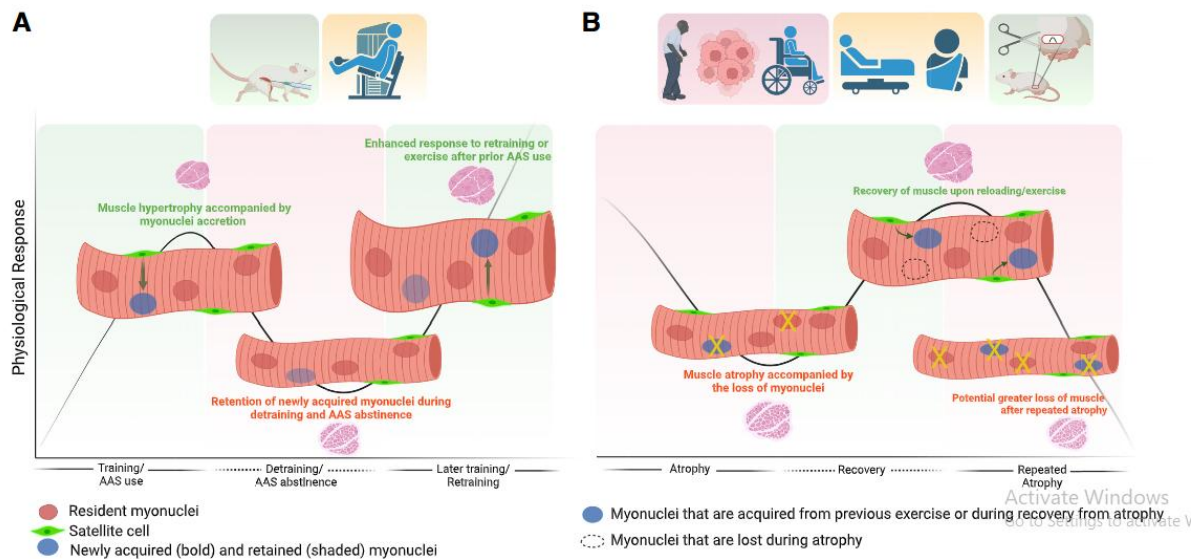 A
B
Enhanced response to retraining or
exercise after prior AAS use
Muscle hypertrophy accompanied by
myonuclei accretion
Retention of newly acquired myonuclei during
detraining and AAS abstinence
Physiological Response
Training/
AAS use
Detraining/
AAS abstinence
Later training/
Retraining
Resident myonuclei
Satellite cell
Newly acquired (bold) and retained (shaded) myonuclei
Recovery of muscle upon reloading/exercise
Muscle atrophy accompanied by
the loss of myonuclei
Potential greater loss of muscle
after repeated atrophy
Atrophy
Recovery
Repeated
Atrophy
Myonuclei that are acquired from previous exercise or during recovery from atrophy
Myonuclei that are lost during atrophy
Activate Windows
Go to Settings to activate W